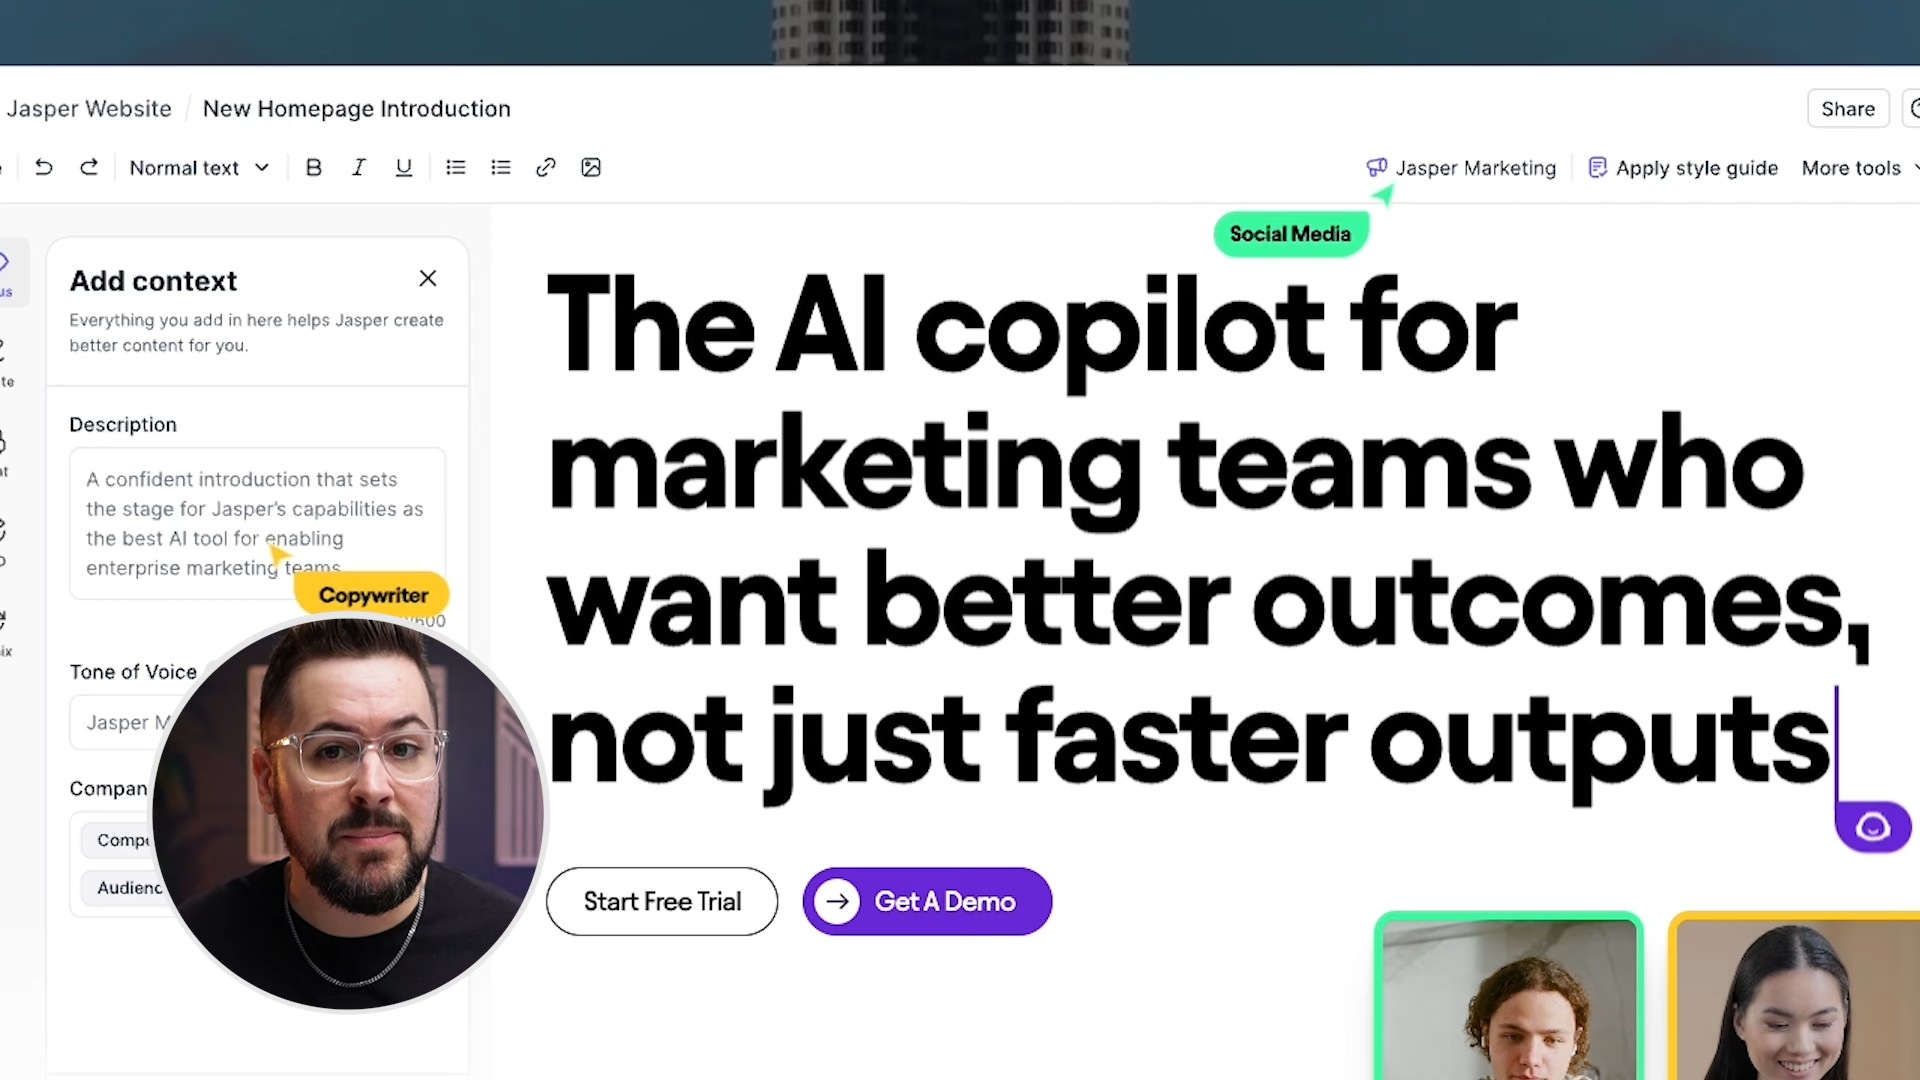 Jasper Website / New Homepage Introduction
Share
Normal text
B I U
Jasper Marketing
Apply style guide
More tools
Social Media
Add context
Everything you add in here helps Jasper create
better content for you.
Description
A confident introduction that sets
the stage for Jasper's capabilities as
the best AI tool for enabling
enterprise marketing teams
Copywriter
Tone of Voice
Jasper M
Compan
Compe
Audienc
The AI copilot for
marketing teams who
want better outcomes,
not just faster outputs
Start Free Trial
Get A Demo